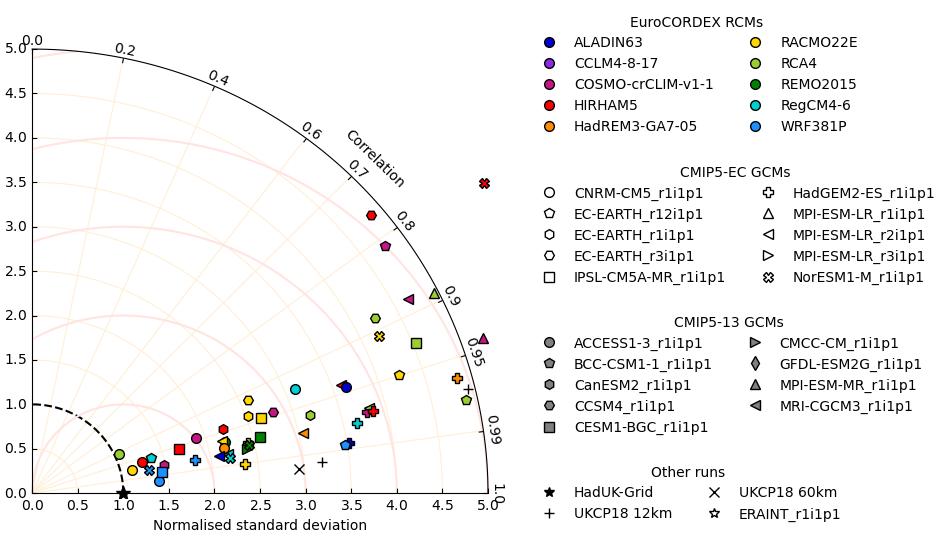 0.0
0.2
0.4
0.6
0.7
0.8
0.9
0.95
0.99
1.0
Correlation
5.0
4.5
4.0
3.5
3.0
2.5
2.0
1.5
1.0
0.5
0.0
0.0 0.5 1.0 1.5 2.0 2.5 3.0 3.5 4.0 4.5 5.0
Normalised standard deviation
EuroCORDEX RCMs
ALADIN63
CCLM4-8-17
COSMO-crCLIM-v1-1
HIRHAM5
HadREM3-GA7-05
RACMO22E
RCA4
REMO2015
RegCM4-6
WRF381P
CMIP5-EC GCMs
CNRM-CM5_r1i1p1
EC-EARTH_r12i1p1
EC-EARTH_r1i1p1
EC-EARTH_r3i1p1
IPSL-CM5A-MR_r1i1p1
HadGEM2-ES_r1i1p1
MPI-ESM-LR_r1i1p1
MPI-ESM-LR_r2i1p1
MPI-ESM-LR_r3i1p1
NorESM1-M_r1i1p1
CMIP5-13 GCMs
ACCESS1-3_r1i1p1
BCC-CSM1-1_r1i1p1
CanESM2_r1i1p1
CCSM4_r1i1p1
CESM1-BGC_r1i1p1
CMCC-CM_r1i1p1
GFDL-ESM2G_r1i1p1
MPI-ESM-MR_r1i1p1
MRI-CGCM3_r1i1p1
Other runs
HadUK-Grid
UKCP18 12km
UKCP18 60km
ERAINT_r1i1p1